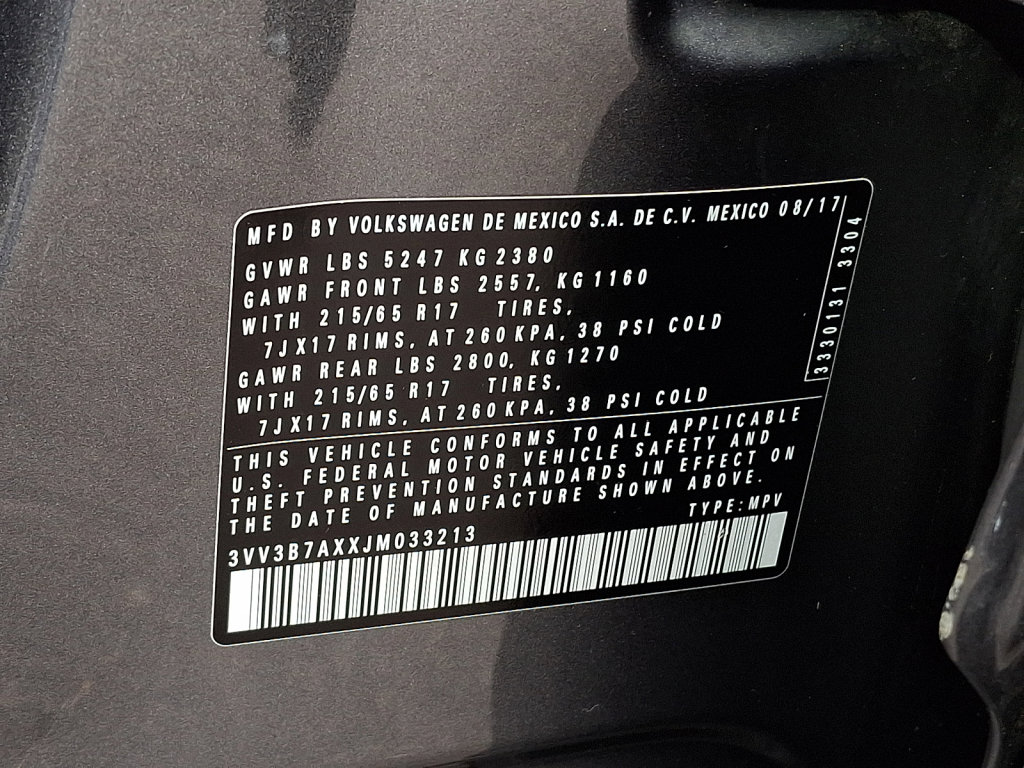 MFD BY VOLKSWAGEN DE MEXICO S.A. DE C.V. MEXICO 08/17
GVWR LBS 5247 KG 2380
GAWR FRONT LBS 2557, KG 1160
WITH 215/65 R17 TIRES,
7JX17 RIMS, AT 260 KPA, 38 PSI COLD
GAWR REAR LBS 2800, KG 1270
WITH 215/65 R17 TIRES,
7JX17 RIMS, AT 260 KPA, 38 PSI COLD
3330131 3304
THIS VEHICLE CONFORMS TO ALL APPLICABLE
U.S. FEDERAL MOTOR VEHICLE SAFETY AND
THEFT PREVENTION STANDARDS IN EFFECT ON
THE DATE OF MANUFACTURE SHOWN ABOVE.
TYPE: MPV
3VV3B7AXXJM033213